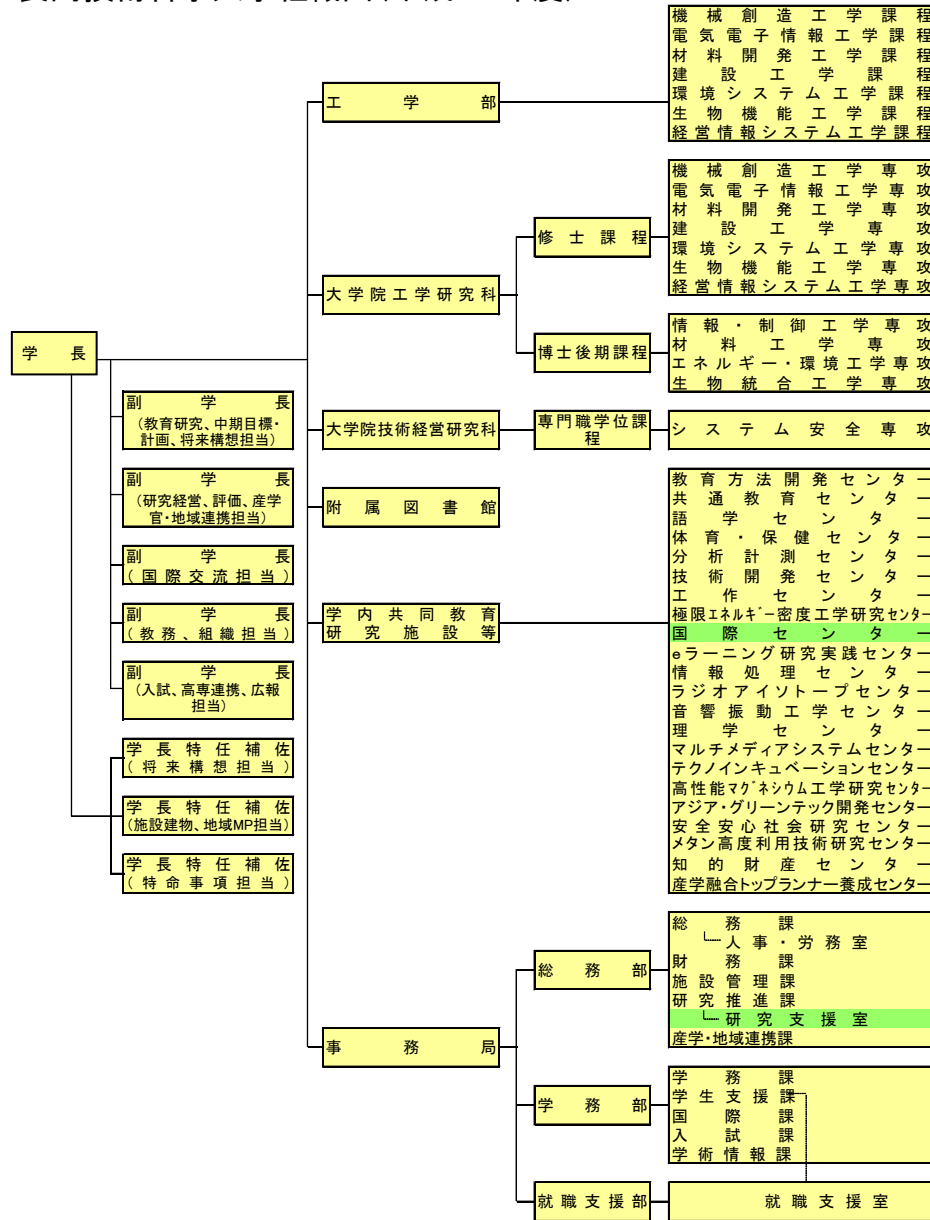 機械創造工学課程
電気電子情報工学課程
材料開発工学課程
建設工学課程
環境システム工学課程
生物機能工学課程
経営情報システム工学課程
工学部
機械創造工学専攻
電気電子情報工学専攻
材料開発工学専攻
建設工学専攻
環境システム工学専攻
生物機能工学専攻
経営情報システム工学専攻
修士課程
大学院工学研究科
博士後期課程
情報・制御工学専攻
材料工学専攻
エネルギー・環境工学専攻
生物統合工学専攻
学長
副学長
(教育研究、中期目標・
計画、将来構想担当)
大学院技術経営研究科
専門職学位課
程
システム安全専攻
副学長
(研究経営、評価、産学
官・地域連携担当)
附属図書館
副学長
(国際交流担当)
副学長
(教務、組織担当)
学内共同教育
研究施設等
副学長
(入試、高専連携、広報
担当)
学長特任補佐
(将来構想担当)
学長特任補佐
(施設建物、地域MP担当)
学長特任補佐
(特命事項担当)
教育方法開発センター
共通教育センター
語学センター
体育・保健センター
分析計測センター
技術開発センター
工作センター
極限エネルギー密度工学研究センター
国際センター
eラーニング研究実践センター
情報処理センター
ラジオアイソトープセンター
音響振動工学センター
理学センター
マルチメディアシステムセンター
テクノインキュベーションセンター
高性能マグネシウム工学研究センター
アジア・グリーンテック開発センター
安全安心社会研究センター
メタン高度利用技術研究センター
知的財産センター
産学融合トップランナー養成センター
事務局
総務部
総務課
人事・労務室
財務課
施設管理課
研究推進課
研究支援室
産学・地域連携課
学務部
学務課
学生支援課
国際課
入試課
学術情報課
就職支援部
就職支援室